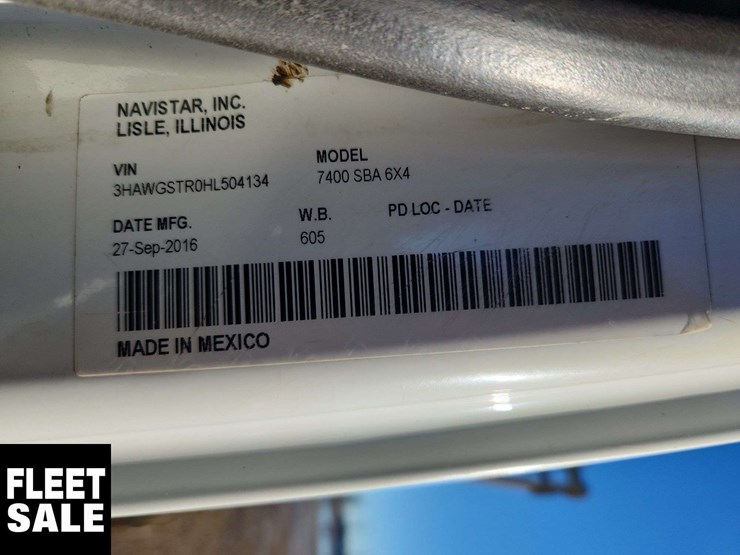 NAVISTAR, INC.
LISLE, ILLINOIS
VIN
3HAWGSTR0HL504134
MODEL
7400 SBA 6X4
DATE MFG.
27-Sep-2016
W.B.
605
PD LOC - DATE
MADE IN MEXICO
FLEET
SALE